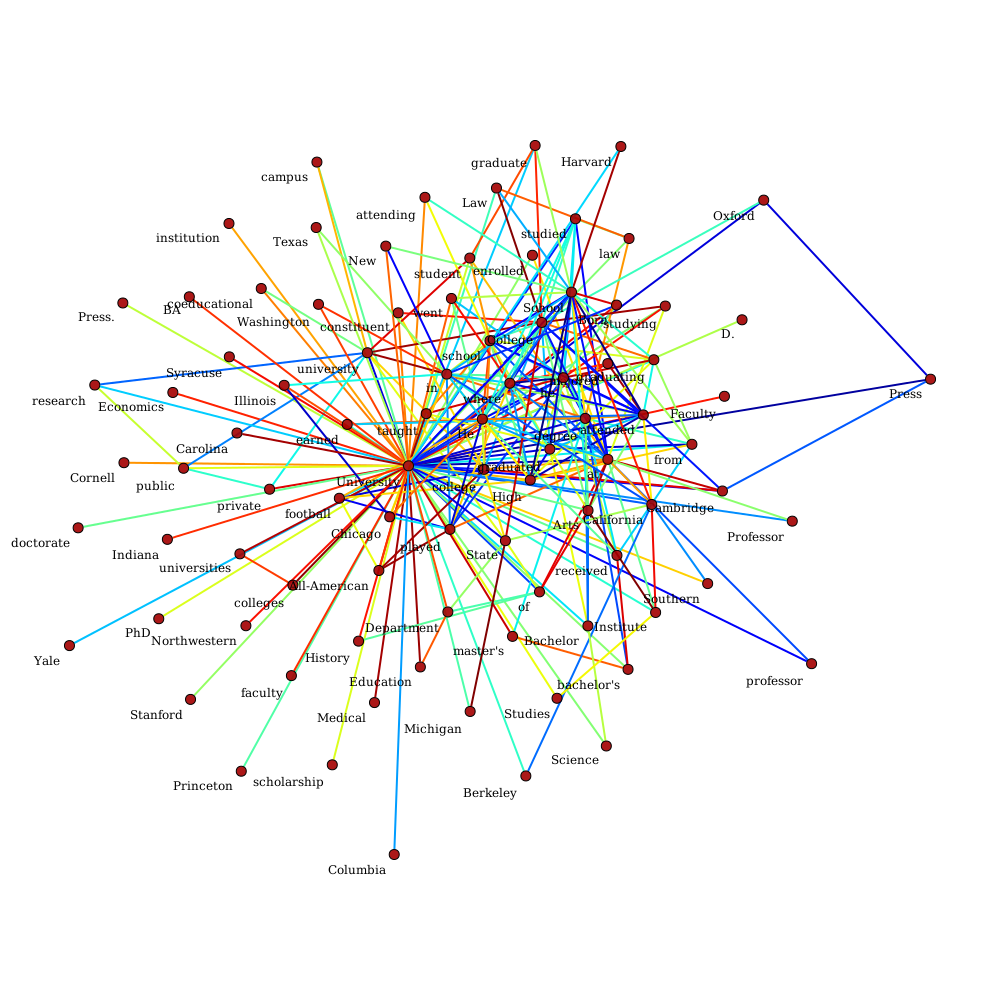 graduate
Harvard
campus
Law
attending
Oxford
studied
institution
Texas
law
New
student
enrolled
coeducational
BA
School
Press.
Washington
constituent
went
Born
studying
D.
College
school
university
Syracuse
in
graduating
research
Economics
Illinois
where
Press
Faculty
taught
He
earned
degree
attended
Carolina
from
graduated
a
Cornell
public
University
college
High
private
football
Cambridge
California
Arts
Chicago
played
Professor
doctorate
Indiana
State
universities
received
All-American
Southern
colleges
of
PhD
Northwestern
Department
Institute
Bachelor
master's
Yale
History
Education
bachelor's
professor
faculty
Stanford
Medical
Studies
Michigan
Science
Princeton
scholarship
Berkeley
Columbia